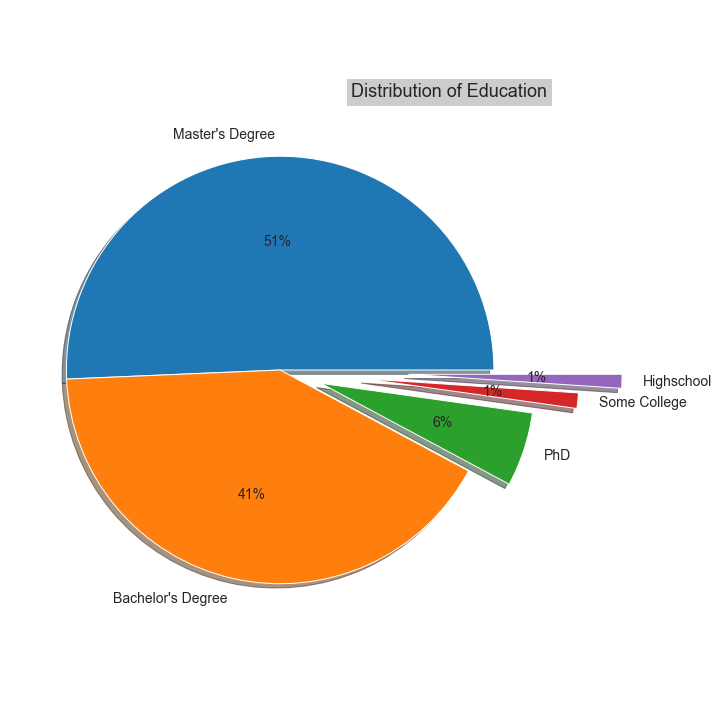 Distribution of Education
Master's Degree
51%
1%
Highschool
1%
Some College
6%
PhD
41%
Bachelor's Degree